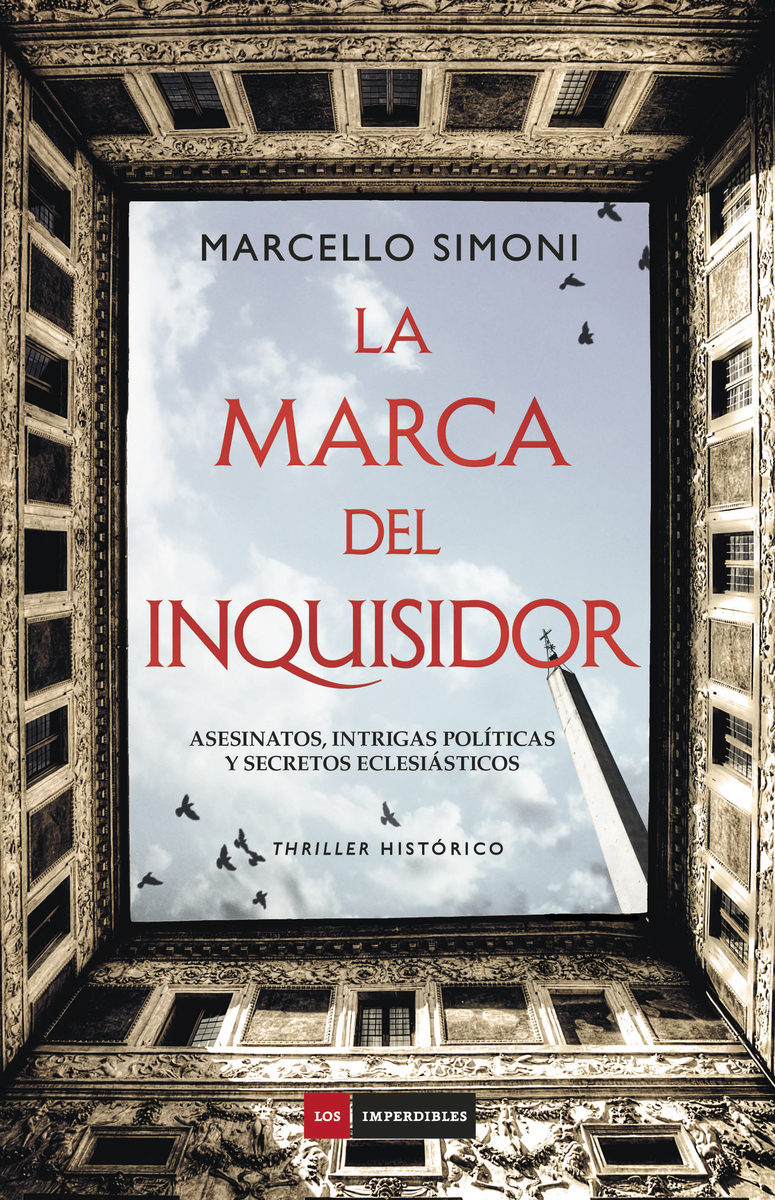 MARCELLO SIMONI
LA
MARCA
DEL
INQUISIDOR
ASESINATOS, INTRIGAS POLÍTICAS
Y SECRETOS ECLESIÁSTICOS
THRILLER HISTÓRICO
LOS IMPERDIBLES